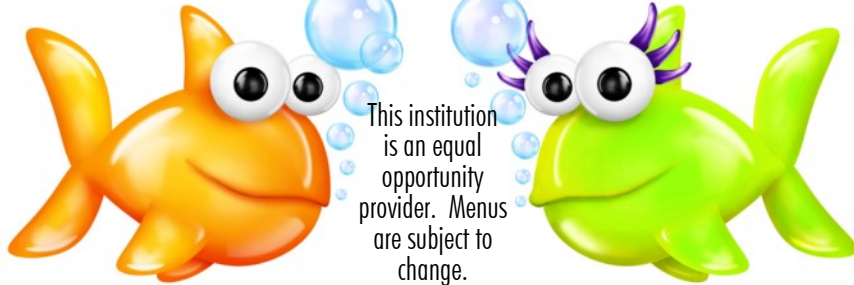 This institution
is an equal
opportunity
provider.  Menus
are subject to
change.